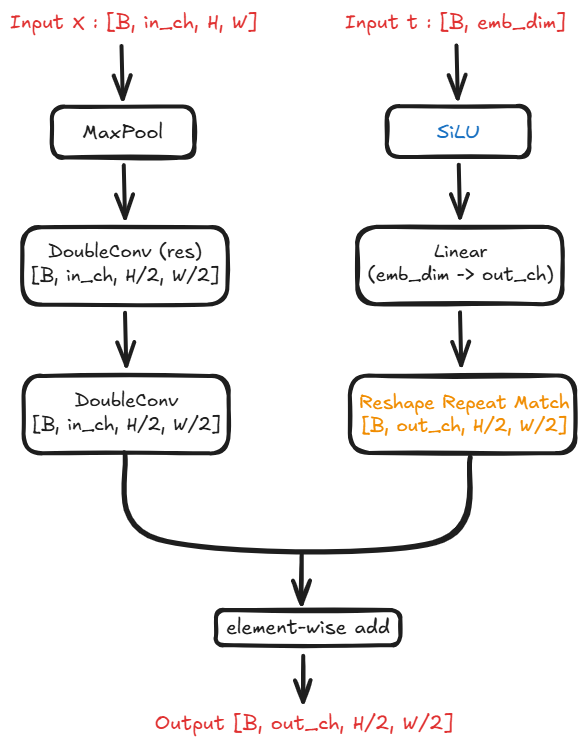 Input X : [B, in_ch, H, W]
Input t : [B, emb_dim]
MaxPool
SiLU
DoubleConv (res)
[B, in_ch, H/2, W/2]
Linear
(emb_dim -> out_ch)
DoubleConv
[B, in_ch, H/2, W/2]
Reshape Repeat Match
[B, out_ch, H/2, W/2]
element-wise add
Output [B, out_ch, H/2, W/2]